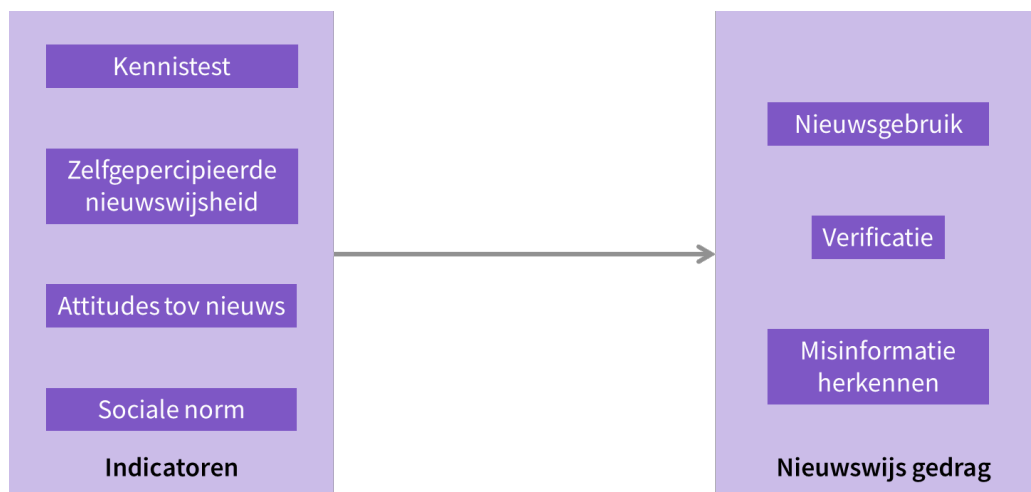 Kennistest
Zelfgepercipieerde
nieuwswijsheid
Attitudes tov nieuws
Sociale norm
Indicatoren
Nieuwsgebruik
Verificatie
Misinformatie
herkennen
Nieuwswijs gedrag